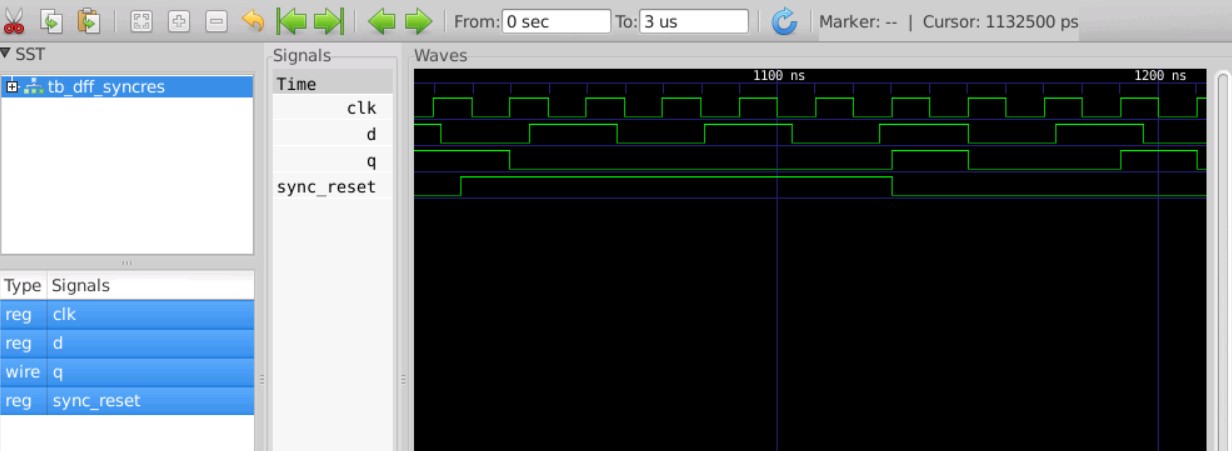 From: 0 sec To: 3 us Marker: -- | Cursor: 1132500 ps
SST
tb_dff_syncres
Type Signals
reg clk
reg d
wire q
reg sync_reset
Signals
Time
clk
d
q
sync_reset
Waves
1100 ns 1200 ns